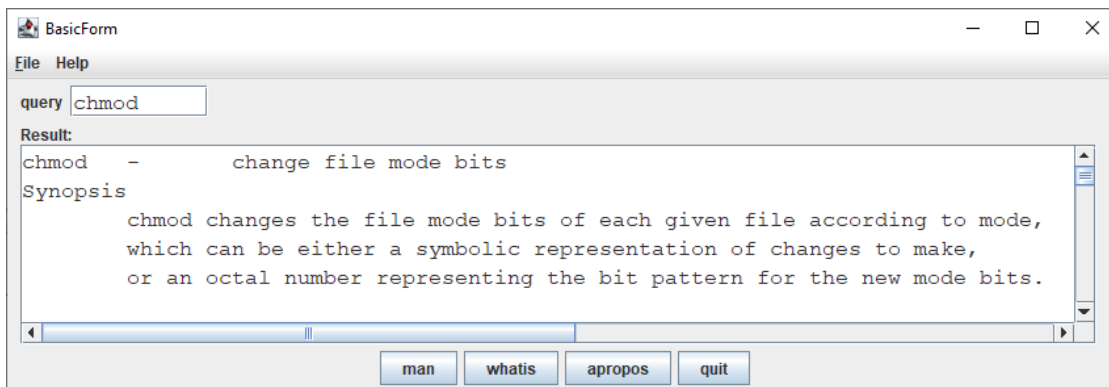 BasicForm
File Help
query chmod
Result:
chmod - change file mode bits
Synopsis
chmod changes the file mode bits of each given file according to mode,
which can be either a symbolic representation of changes to make,
or an octal number representing the bit pattern for the new mode bits.
man whatis apropos quit